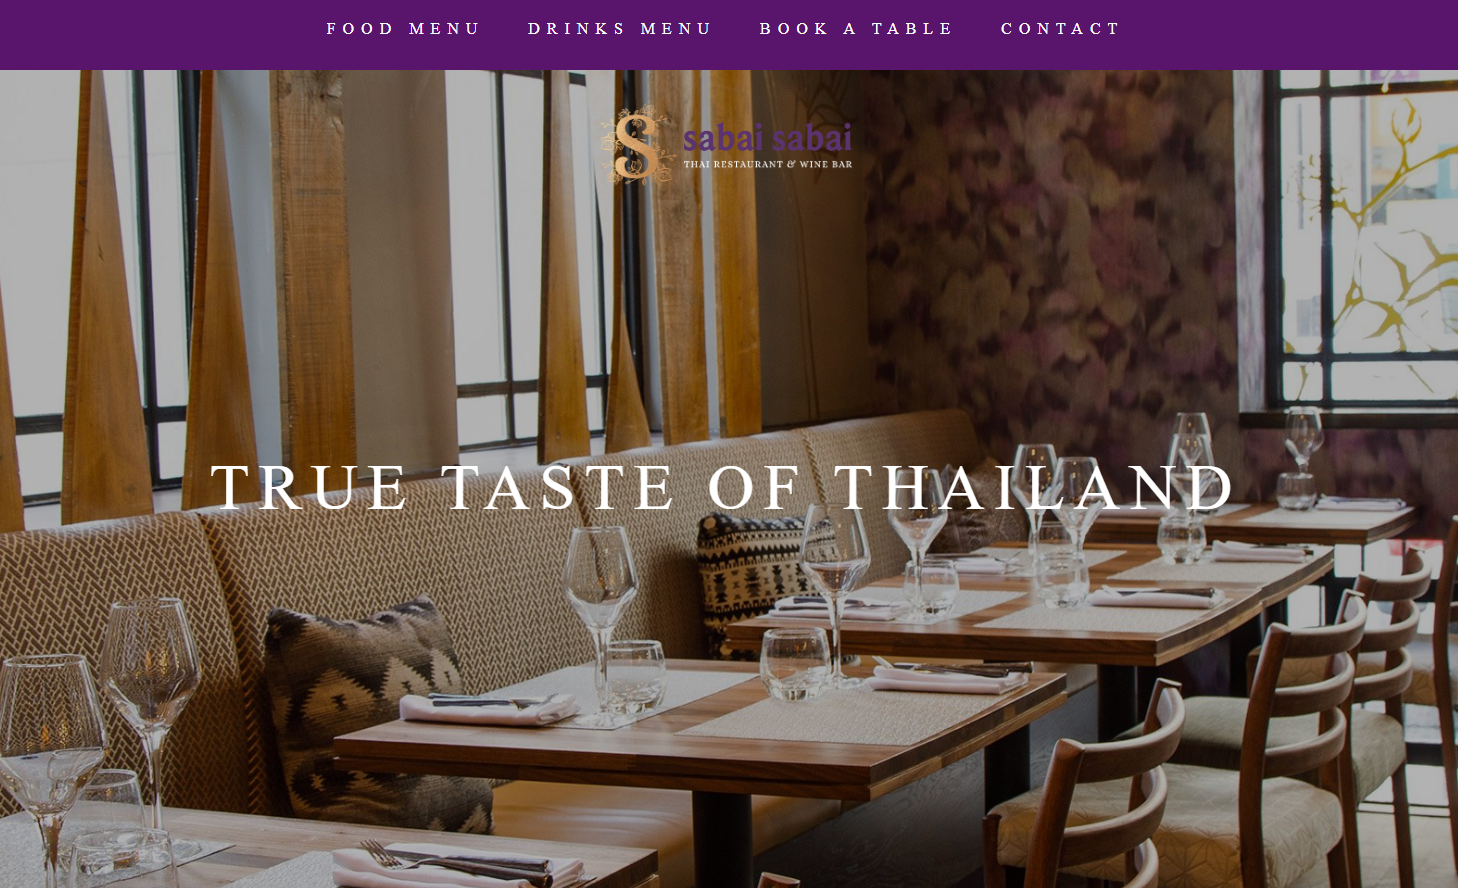 FOOD MENU DRINKS MENU BOOK A TABLE CONTACT
S
sabai sabai
THAI RESTAURANT & WINE BAR
TRUE TASTE OF THAILAND